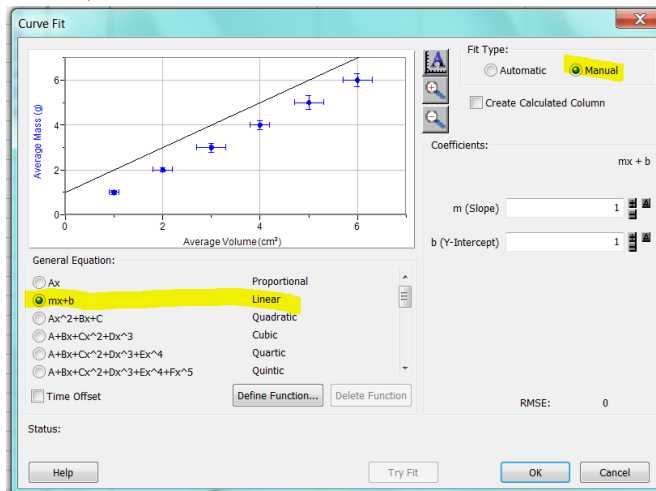 Curve Fit
X
Average Mass (g)
6
4
2
0
0 2 4 6
Average Volume(cm³)
A
Fit Type:
Automatic Manual
Create Calculated Column
Coefficients:
mx + b
m (Slope) 1
b (Y-Intercept) 1
General Equation:
Ax Proportional
mx+b Linear
Ax^2+Bx+C Quadratic
A+Bx+Cx^2+Dx^3 Cubic
A+Bx+Cx^2+Dx^3+Ex^4 Quartic
A+Bx+Cx^2+Dx^3+Ex^4+Fx^5 Quintic
Time Offset Define Function... Delete Function
RMSE: 0
Status:
Help Try Fit OK Cancel